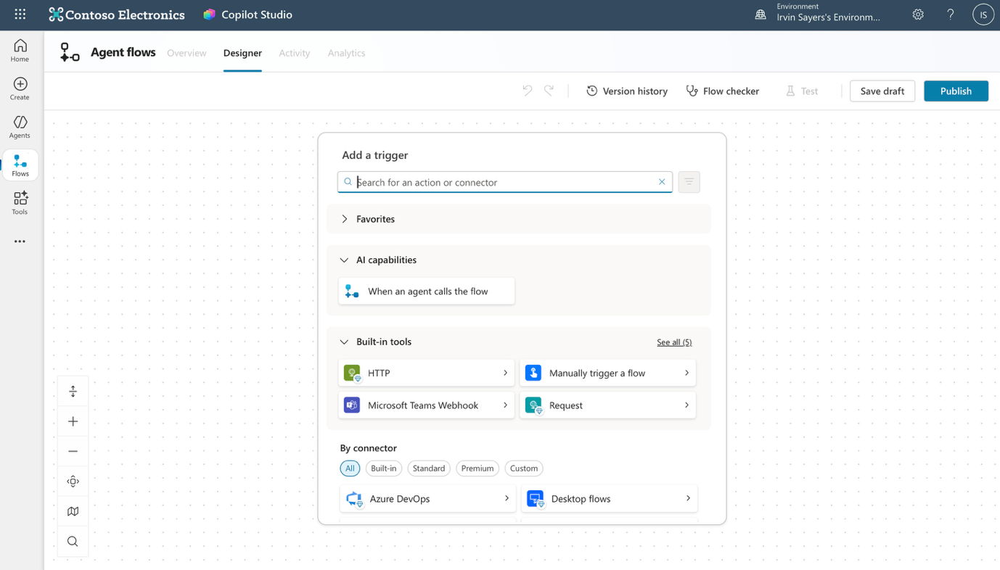 Contoso Electronics
Copilot Studio
Environment
Irvin Sayers's Environm...
?
IS
Home
Create
Agents
Flows
Tools
Agent flows
Overview
Designer
Activity
Analytics
Version history
Flow checker
Test
Save draft
Publish
Add a trigger
Search for an action or connector
Favorites
AI capabilities
When an agent calls the flow
Built-in tools
See all (5)
HTTP
Manually trigger a flow
Microsoft Teams Webhook
Request
By connector
All
Built-in
Standard
Premium
Custom
Azure DevOps
Desktop flows